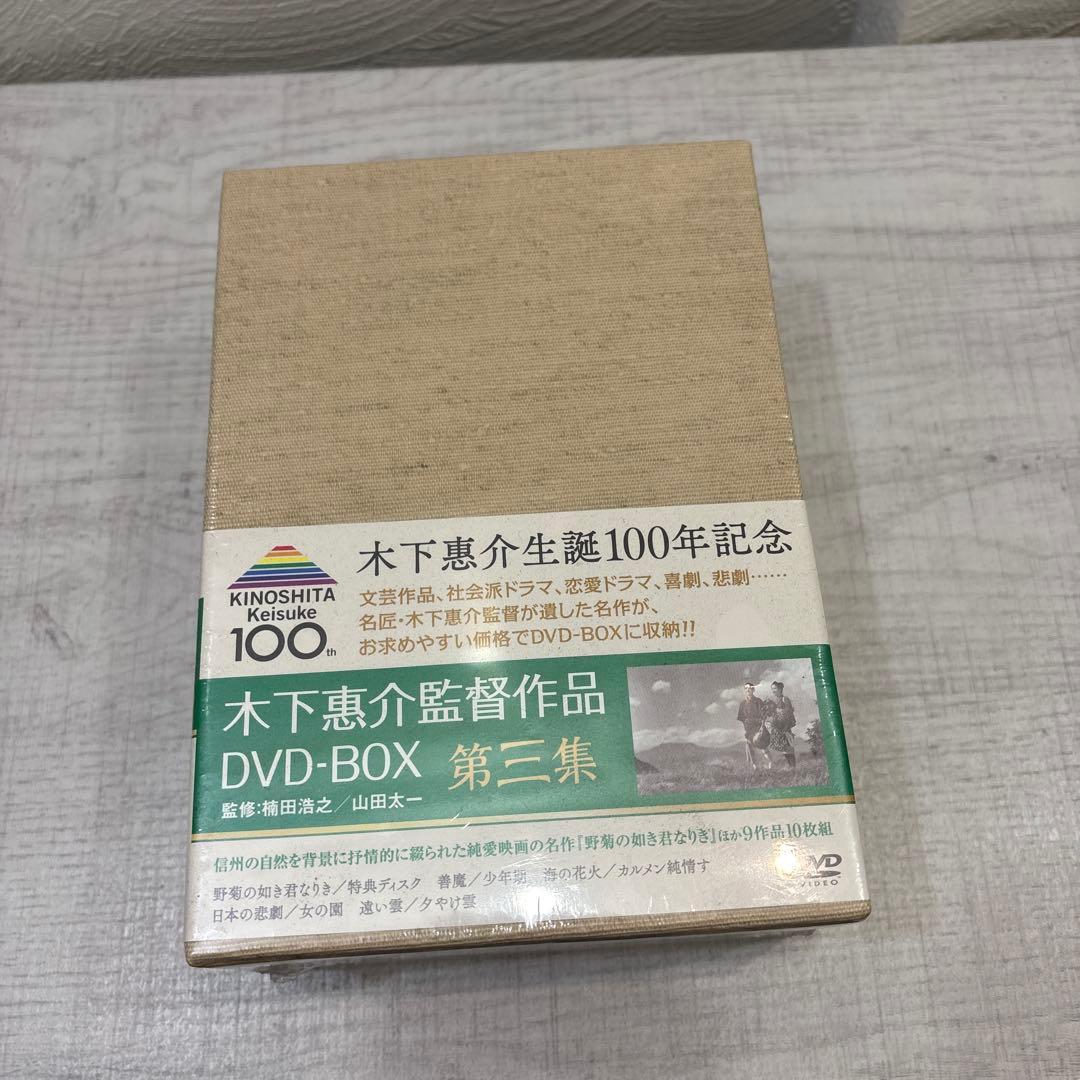 木下惠介生誕100年記念
KINOSHITA
Keisuke
100th
文芸作品、社会派ドラマ、恋愛ドラマ、喜劇、悲劇……
名匠・木下惠介監督が遺した名作が、
お求めやすい価格でDVD-BOXに収納!!
木下惠介監督作品
DVD-BOX 第三集
監修:楠田浩之／山田太一
信州の自然を背景に抒情的に綴られた純愛映画の名作『野菊の如き君なりき』ほか9作品10枚組
野菊の如き君なりき／特典ディスク 善魔／少年期 海の花火／カルメン純情す
日本の悲劇／女の園 遠い雲／夕やけ雲
DVD
VIDEO